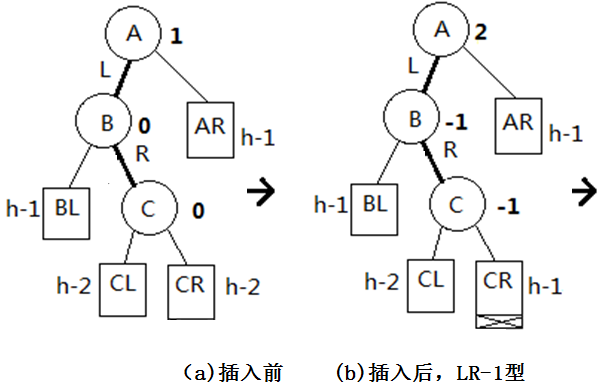 A 1
L
B 0
AR h-1
R
h-1 BL
C 0
h-2 CL
CR h-2
A 2
L
B -1
AR h-1
R
h-1 BL
C -1
h-2 CL
CR h-1
(a)插入前
(b)插入后，LR-1型